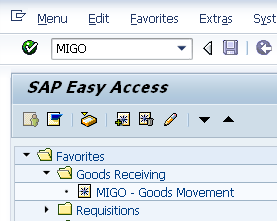 Menu Edit Favorites Extras
MIGO
SAP Easy Access
Favorites
Goods Receiving
MIGO - Goods Movement
Requisitions